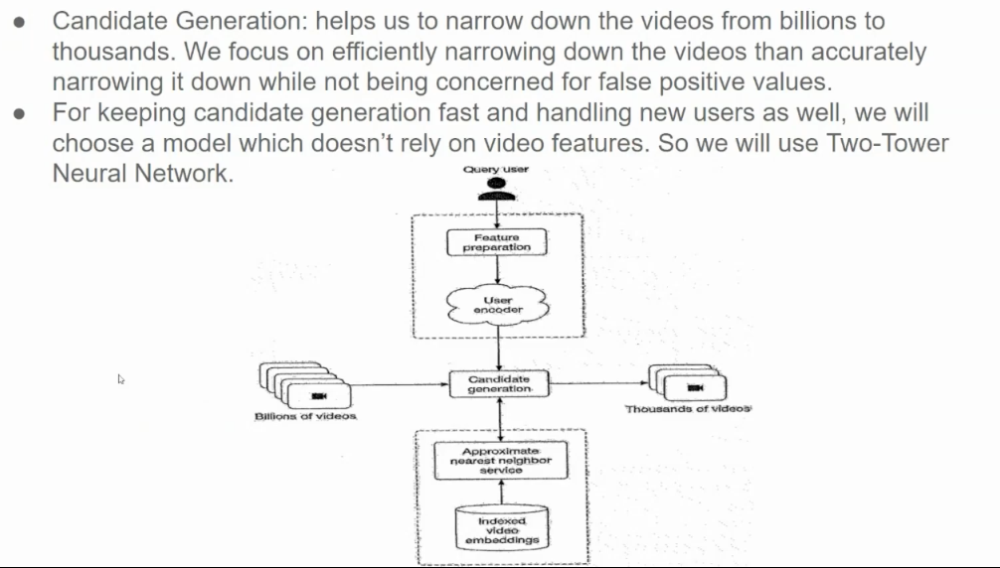 ● Candidate Generation: helps us to narrow down the videos from billions to
thousands. We focus on efficiently narrowing down the videos than accurately
narrowing it down while not being concerned for false positive values.
● For keeping candidate generation fast and handling new users as well, we will
choose a model which doesn't rely on video features. So we will use Two-Tower
Neural Network.
Query user
Feature
preparation
User
encoder
Candidate
generation
Billions of videos
Thousands of videos
Approximate
nearest neighbor
service
Indexed
video
embeddings